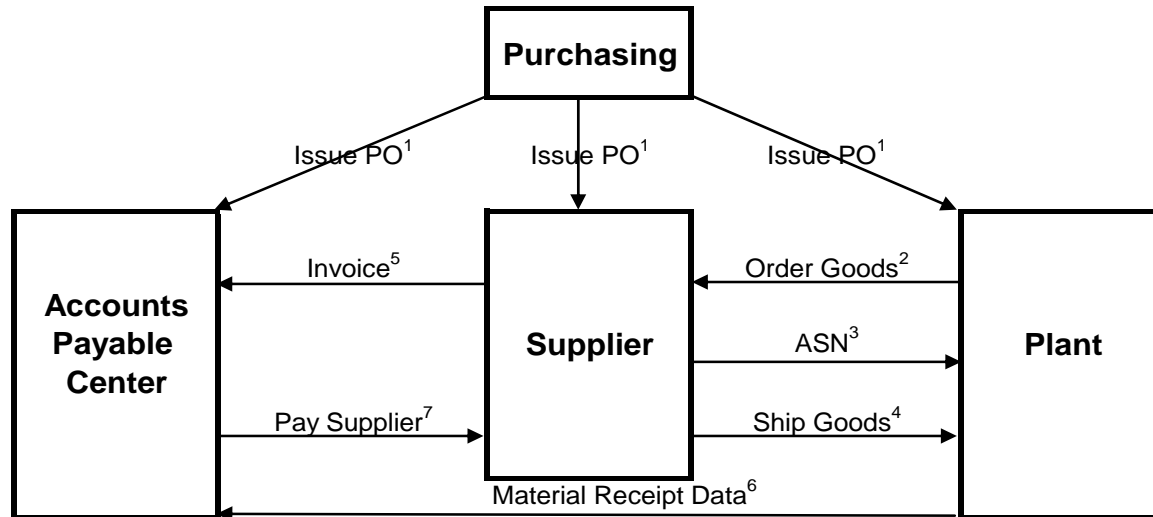 Purchasing
Issue PO¹
Issue PO¹
Issue PO¹
Invoice⁵
Order Goods²
Accounts
Payable
Center
Supplier
ASN³
Plant
Pay Supplier⁷
Ship Goods⁴
Material Receipt Data⁶